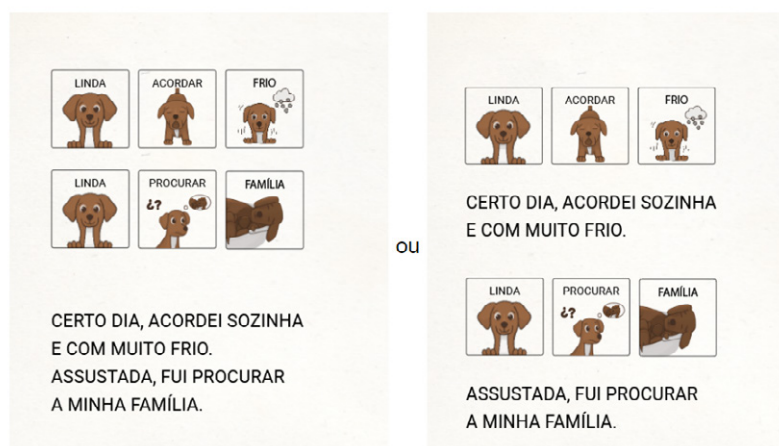 LINDA ACORDAR FRIO
LINDA PROCURAR FAMÍLIA
¿?
CERTO DIA, ACORDEI SOZINHA
E COM MUITO FRIO.
ASSUSTADA, FUI PROCURAR
A MINHA FAMÍLIA.
ou
LINDA ACORDAR FRIO
CERTO DIA, ACORDEI SOZINHA
E COM MUITO FRIO.
LINDA PROCURAR FAMÍLIA
¿?
ASSUSTADA, FUI PROCURAR
A MINHA FAMÍLIA.